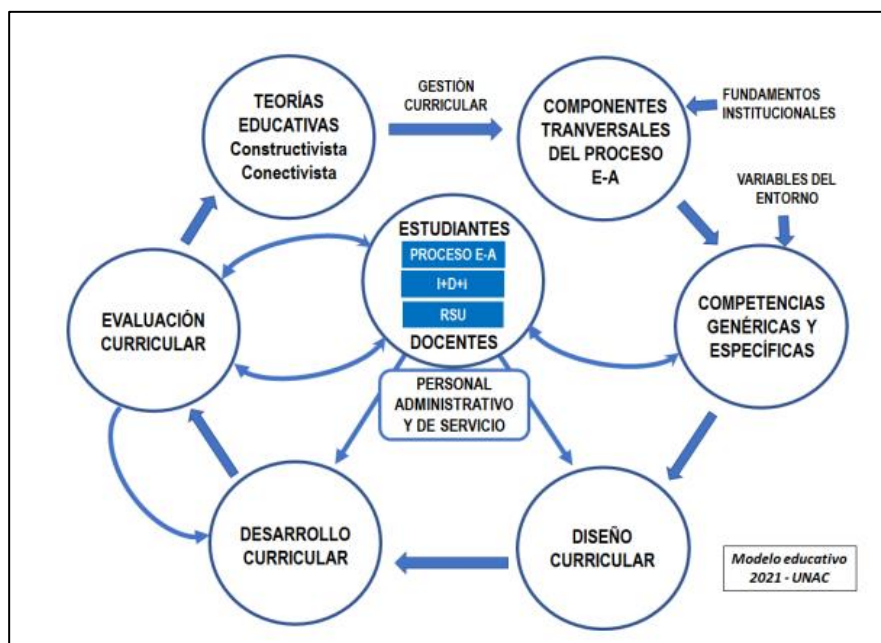 TEORÍAS
EDUCATIVAS
Constructivista
Conectivista
GESTIÓN
CURRICULAR
COMPONENTES
TRANVERSALES
DEL PROCESO
E-A
FUNDAMENTOS
INSTITUCIONALES
VARIABLES DEL
ENTORNO
ESTUDIANTES
PROCESO E-A
I+D+i
RSU
DOCENTES
PERSONAL
ADMINISTRATIVO
Y DE SERVICIO
EVALUACIÓN
CURRICULAR
COMPETENCIAS
GENÉRICAS Y
ESPECÍFICAS
DESARROLLO
CURRICULAR
DISEÑO
CURRICULAR
Modelo educativo
2021 - UNAC